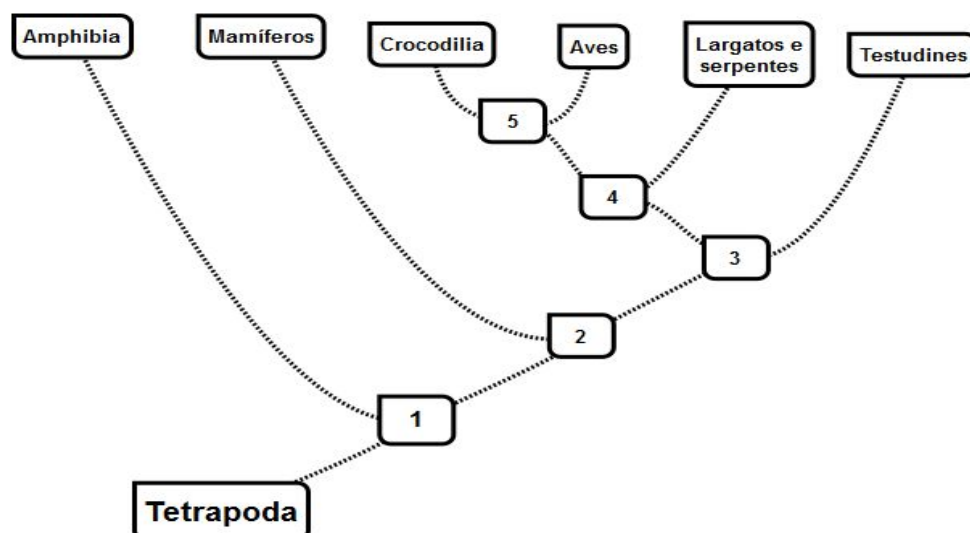 Amphibia
Mamíferos
Crocodilia
Aves
Largatos e
serpentes
Testudines
5
4
3
2
1
Tetrapoda